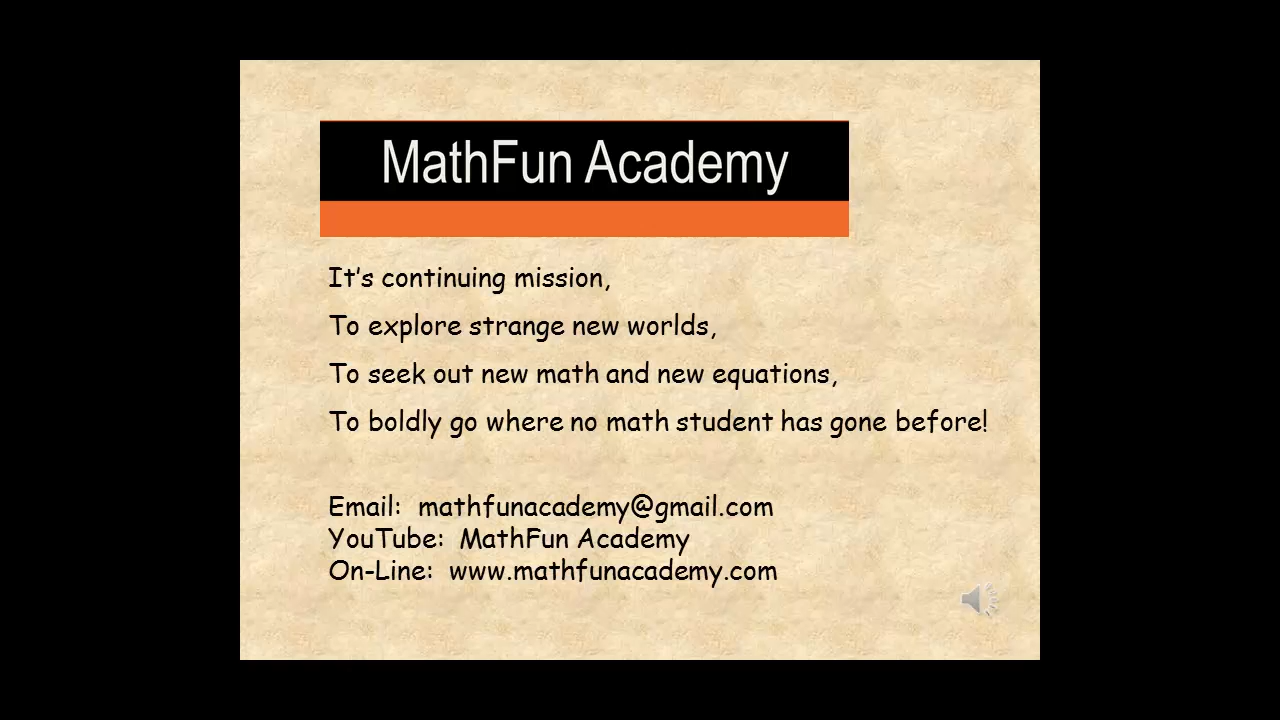 MathFun Academy
It's continuing mission,
To explore strange new worlds,
To seek out new math and new equations,
To boldly go where no math student has gone before!
Email:  mathfunacademy@gmail.com
YouTube:  MathFun Academy
On-Line:  www.mathfunacademy.com